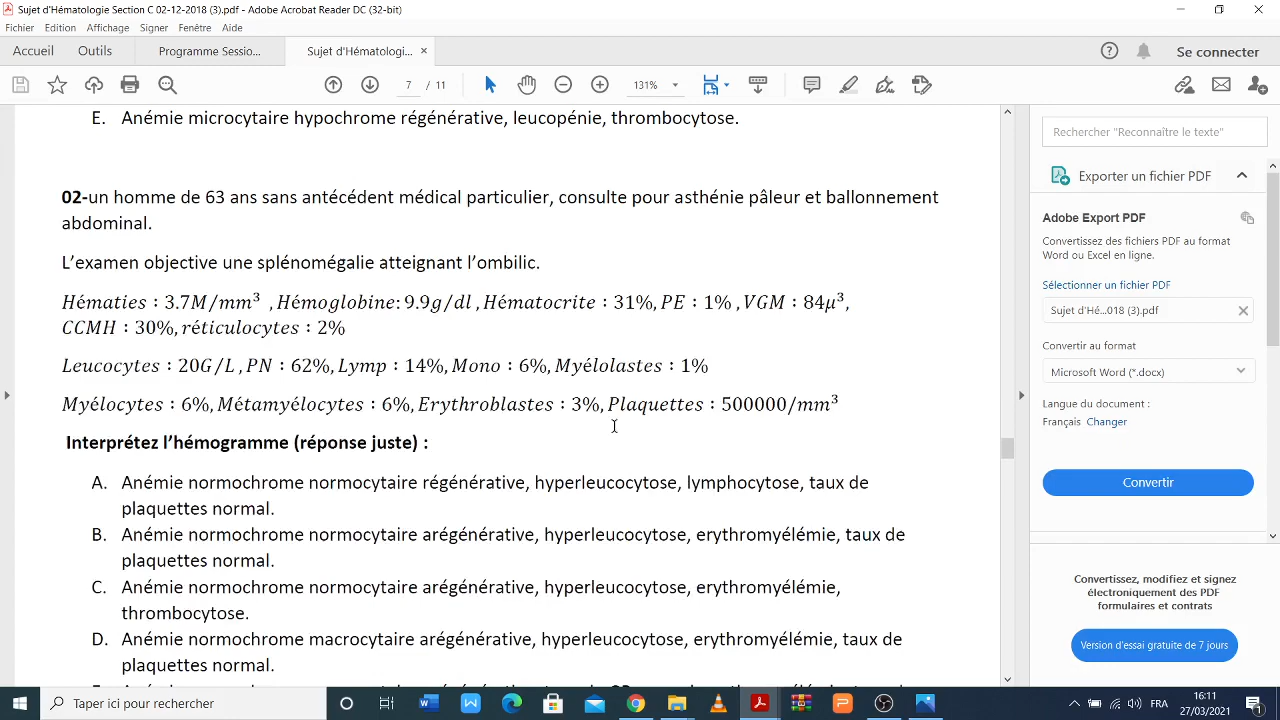 Sujet d'Hématologie Section C 02-12-2018 (3).pdf - Adobe Acrobat Reader DC (32-bit)
Fichier Edition Affichage Signer Fenêtre Aide
Accueil Outils Programme Sessio... Sujet d'Hématologi... × Se connecter
7 / 11 131%
E. Anémie microcytaire hypochrome régénérative, leucopénie, thrombocytose.
02-un homme de 63 ans sans antécédent médical particulier, consulte pour asthénie pâleur et ballonnement
abdominal.
L'examen objective une splénomégalie atteignant l'ombilic.
Hématies : 3.7M/mm³ , Hémoglobine: 9.9g/dl , Hématocrite : 31%, PE : 1% , VGM : 84µ³,
CCMH : 30%, réticulocytes : 2%
Leucocytes : 20G/L , PN : 62%, Lymp : 14%, Mono : 6%, Myélolastes : 1%
Myélocytes : 6%, Métamyélocytes : 6%, Erythroblastes : 3%, Plaquettes : 500000/mm³
Interprétez l'hémogramme (réponse juste) :
A. Anémie normochrome normocytaire régénérative, hyperleucocytose, lymphocytose, taux de
plaquettes normal.
B. Anémie normochrome normocytaire arégénérative, hyperleucocytose, erythromyélémie, taux de
plaquettes normal.
C. Anémie normochrome normocytaire arégénérative, hyperleucocytose, erythromyélémie,
thrombocytose.
D. Anémie normochrome macrocytaire arégénérative, hyperleucocytose, erythromyélémie, taux de
plaquettes normal.
Rechercher "Reconnaître le texte"
Exporter un fichier PDF
Adobe Export PDF
Convertissez des fichiers PDF au format
Word ou Excel en ligne.
Sélectionner un fichier PDF
Sujet d'Hé...018 (3).pdf
Convertir au format
Microsoft Word (*.docx)
Langue du document :
Français Changer
Convertir
Convertissez, modifiez et signez
électroniquement des PDF
formulaires et contrats
Version d'essai gratuite de 7 jours
Taper ici pour rechercher
FRA
16:11
27/03/2021